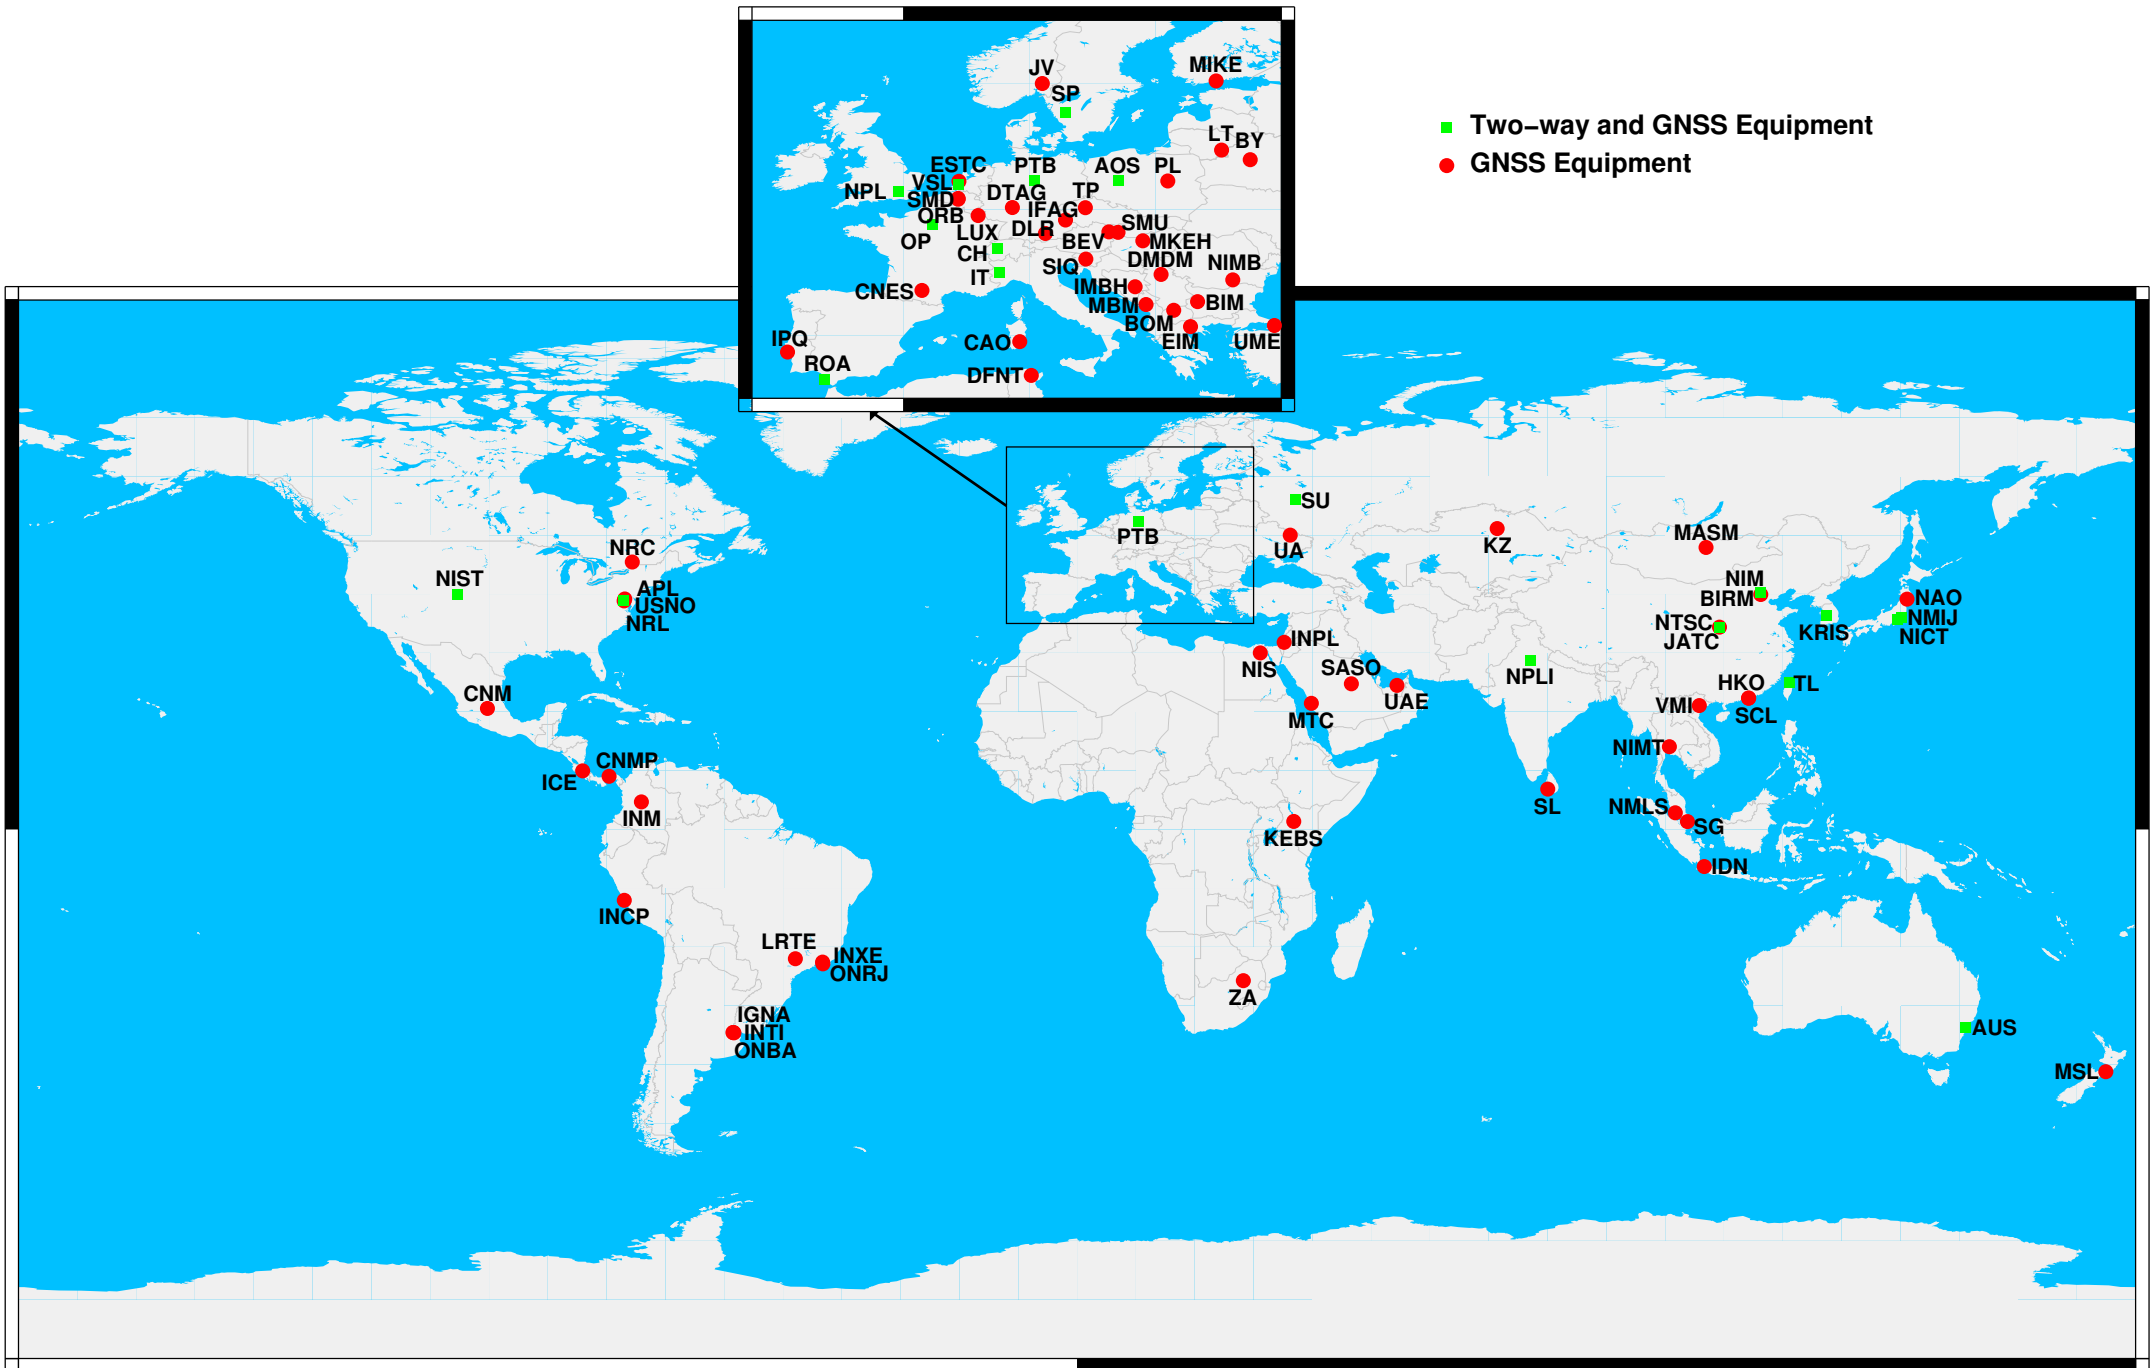 JV
MIKE
SP
Two−way and GNSS Equipment
GNSS Equipment
LT
BY
ESTC
PTB
AOS
PL
VSL
NPL
SMD
DTAG
TP
ORB
IFAG
LUX
DLR
SMU
OP
BEV
MKEH
CH
DMDM
IT
SIQ
NIMB
CNES
IMBH
MBM
BIM
BOM
IPQ
CAO
EIM
UME
ROA
DFNT
SU
PTB
UA
KZ
MASM
NRC
NIST
APL
USNO
NRL
NIM
BIRM
NAO
NMIJ
NICT
NTSC
JATC
KRIS
INPL
NIS
SASO
UAE
MTC
NPLI
HKO
TL
SCL
VMI
NIMT
CNM
CNMP
ICE
INM
SL
NMLS
SG
KEBS
IDN
INCP
LRTE
INXE
ONRJ
ZA
IGNA
INTI
ONBA
AUS
MSL